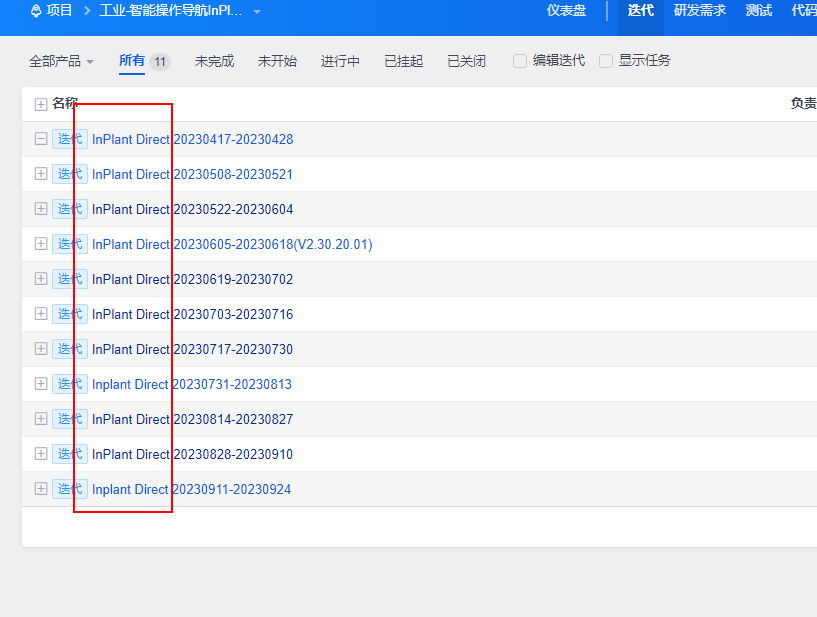 项目 工业-智能操作导航InPl... 仪表盘 迭代 研发需求 测试 代码
全部产品 所有 11 未完成 未开始 进行中 已挂起 已关闭 编辑迭代 显示任务
名称 负责
迭代 InPlant Direct 20230417-20230428
迭代 InPlant Direct 20230508-20230521
迭代 InPlant Direct 20230522-20230604
迭代 InPlant Direct 20230605-20230618(V2.30.20.01)
迭代 InPlant Direct 20230619-20230702
迭代 InPlant Direct 20230703-20230716
迭代 InPlant Direct 20230717-20230730
迭代 Inplant Direct 20230731-20230813
迭代 InPlant Direct 20230814-20230827
迭代 InPlant Direct 20230828-20230910
迭代 Inplant Direct 20230911-20230924